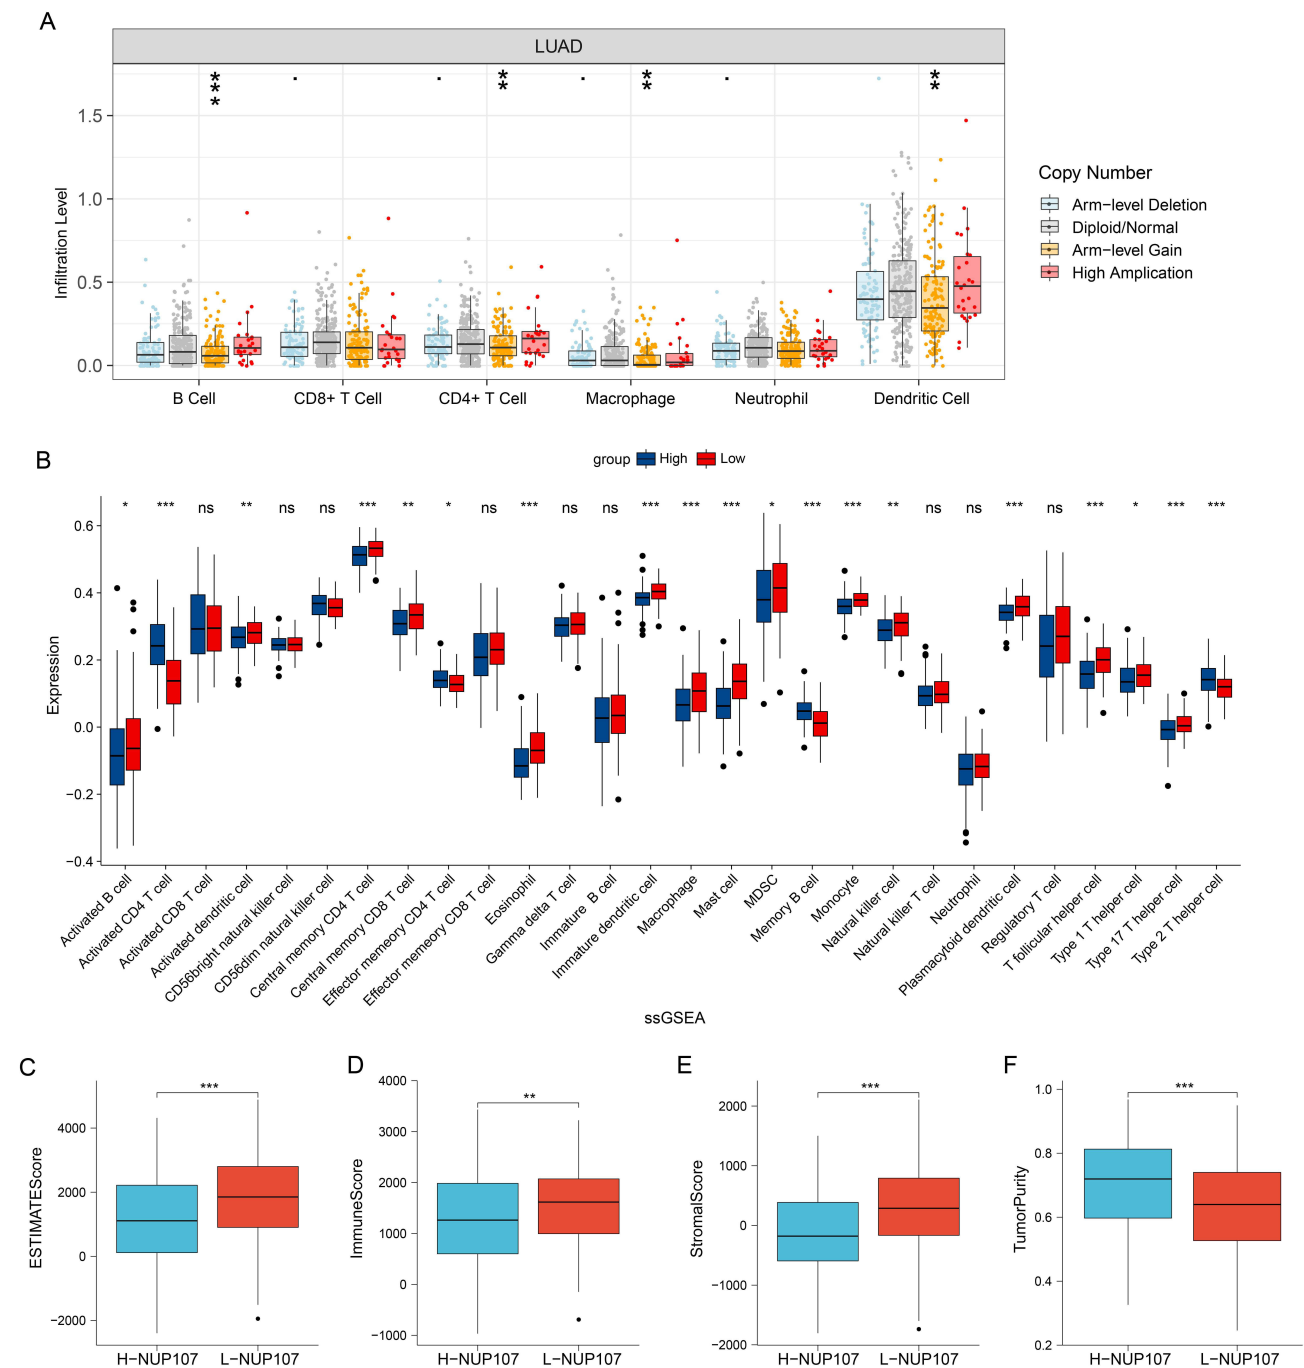 A
LUAD
*** . . ** . ** . . **
Infiltration Level
1.5
1.0
0.5
0.0
B Cell CD8+ T Cell CD4+ T Cell Macrophage Neutrophil Dendritic Cell
Copy Number
Arm-level Deletion
Diploid/Normal
Arm-level Gain
High Amplication
B
group High Low
* *** ns ** ns ns *** ** * ns *** ns ns *** *** *** * *** *** ** ns ns *** ns *** * *** ***
Expression
0.6
0.4
0.2
0.0
−0.2
−0.4
Activated B cell
Activated CD4 T cell
Activated CD8 T cell
Activated dendritic cell
CD56bright natural killer cell
CD56dim natural killer cell
Central memory CD4 T cell
Central memory CD8 T cell
Effector memeory CD4 T cell
Effector memeory CD8 T cell
Eosinophil
Gamma delta T cell
Immature B cell
Immature dendritic cell
Macrophage
Mast cell
MDSC
Memory B cell
Monocyte
Natural killer cell
Natural killer T cell
Neutrophil
Plasmacytoid dendritic cell
Regulatory T cell
T follicular helper cell
Type 1 T helper cell
Type 17 T helper cell
Type 2 T helper cell
ssGSEA
C
***
ESTIMATEScore
4000
2000
0
−2000
H−NUP107 L−NUP107
D
**
ImmuneScore
4000
3000
2000
1000
0
−1000
H−NUP107 L−NUP107
E
***
StromalScore
2000
1000
0
−1000
−2000
H−NUP107 L−NUP107
F
***
TumorPurity
1.0
0.8
0.6
0.4
0.2
H−NUP107 L−NUP107